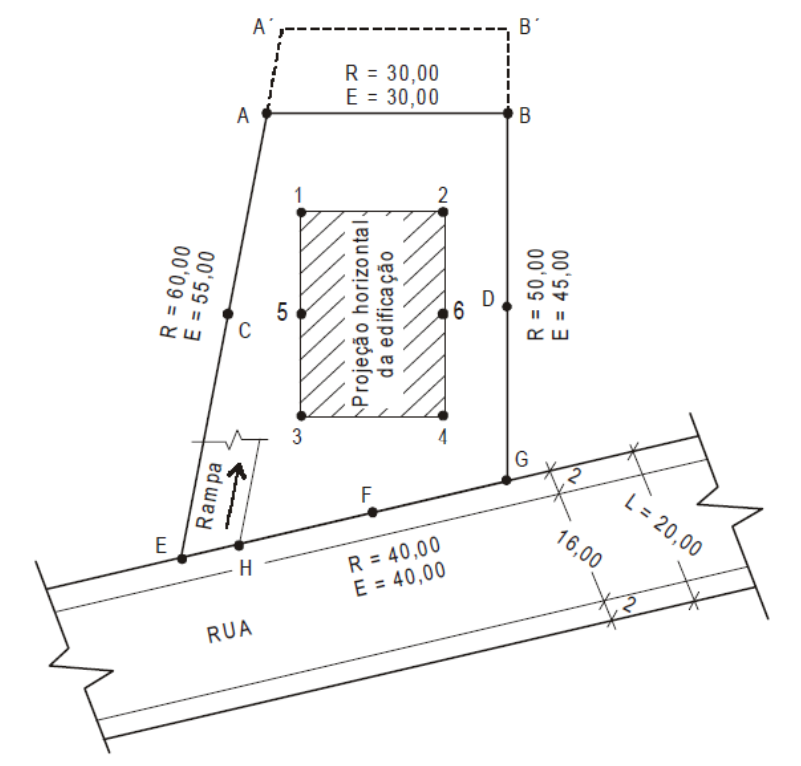 A´
B´
R = 30,00
E = 30,00
A
B
1
2
R = 60,00
E = 55,00
Projeção horizontal
da edificação
R = 50,00
E = 45,00
C
5
6
D
3
4
Rampa
G
E
F
H
R = 40,00
E = 40,00
2
16,00
L = 20,00
2
RUA